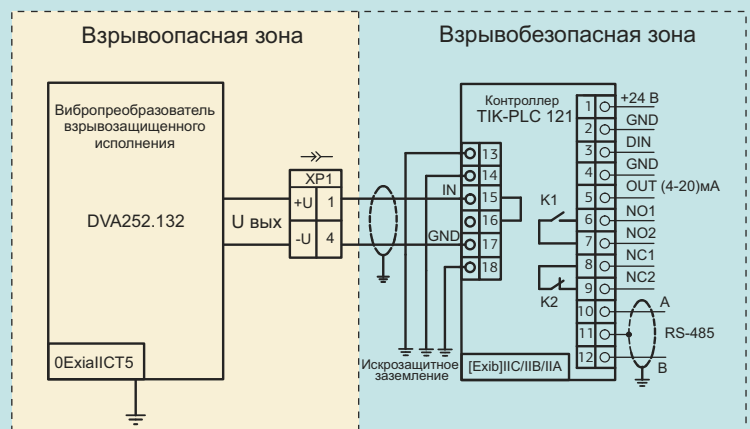 Взрывоопасная зона
Взрывобезопасная зона
Вибропреобразователь
взрывозащищенного
исполнения
DVA252.132
0ExiaIICT5
U вых
XP1
+U 1
-U 4
IN
GND
Искрозащитное
заземление
Контроллер
TIK-PLC 121
13
14
15
16
17
18
K1
K2
[Exib]IIC/IIB/IIA
1 +24 В
2 GND
3 DIN
4 GND
5 OUT (4-20)мА
6 NO1
7 NO2
8 NC1
9 NC2
10 A
11 RS-485
12 B